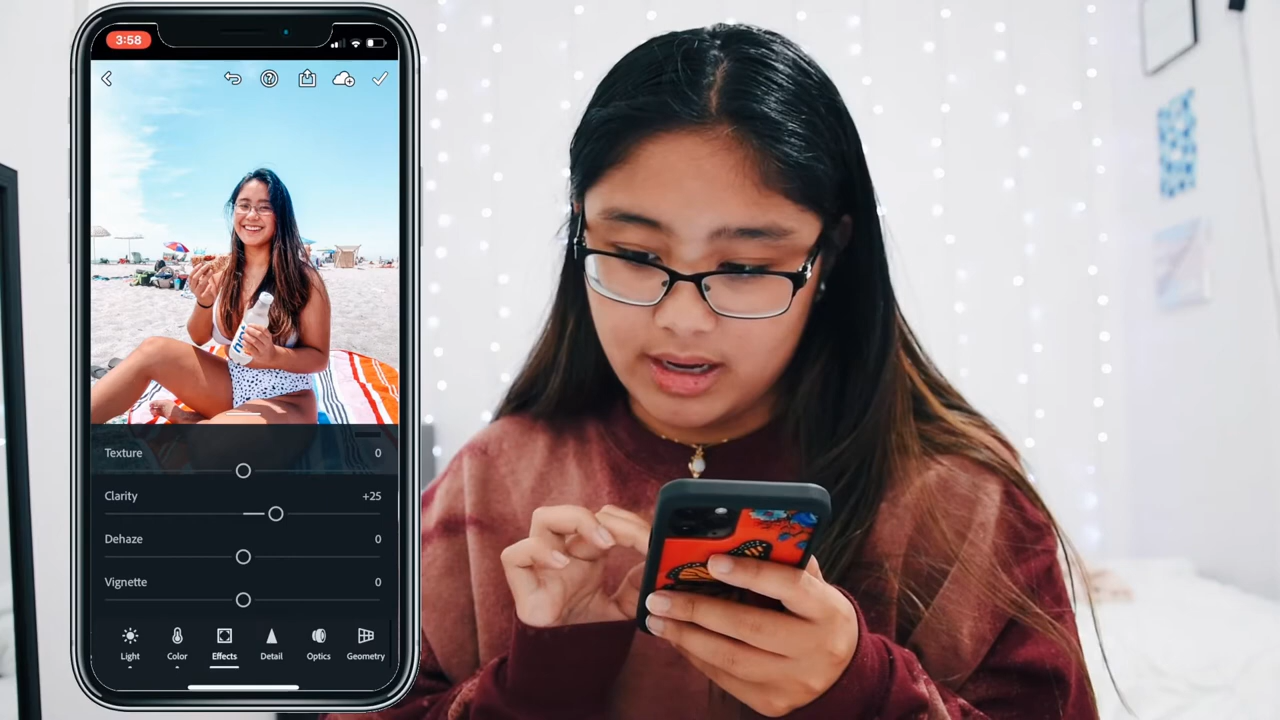 3:58
Texture 0
Clarity +25
Dehaze 0
Vignette 0
Light Color Effects Detail Optics Geometry